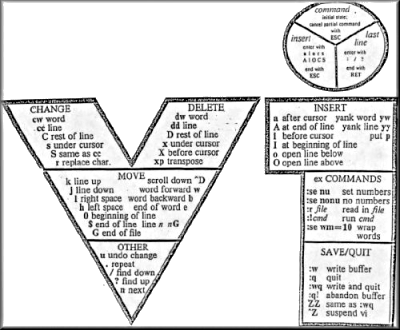 command
initial state;
cancel partial command
with
ESC
insert
enter with
a i o c s
A I O C S
end with
ESC
last
line
enter with
: / ?
end with
RET
CHANGE
cw word
cc line
C rest of line
s under cursor
S same as cc
r replace char.
DELETE
dw word
dd line
D rest of line
x under cursor
X before cursor
xp transpose
MOVE
k line up scroll down ^D
j line down word forward w
l right space word backward b
h left space end of word e
0 beginning of line
$ end of line line n nG
G end of file
OTHER
u undo change
. repeat
/ find down
? find up
n next
INSERT
a after cursor yank word yw
A at end of line yank line yy
i before cursor put p
I at beginning of line
o open line below
O open line above
ex COMMANDS
:se nu set numbers
:se nonu no numbers
:r file read in file
:!cmd run cmd
:se wm=10 wrap
words
SAVE/QUIT
:w write buffer
:q quit
:wq write and quit
:q! abandon buffer
ZZ same as :wq
^Z suspend vi